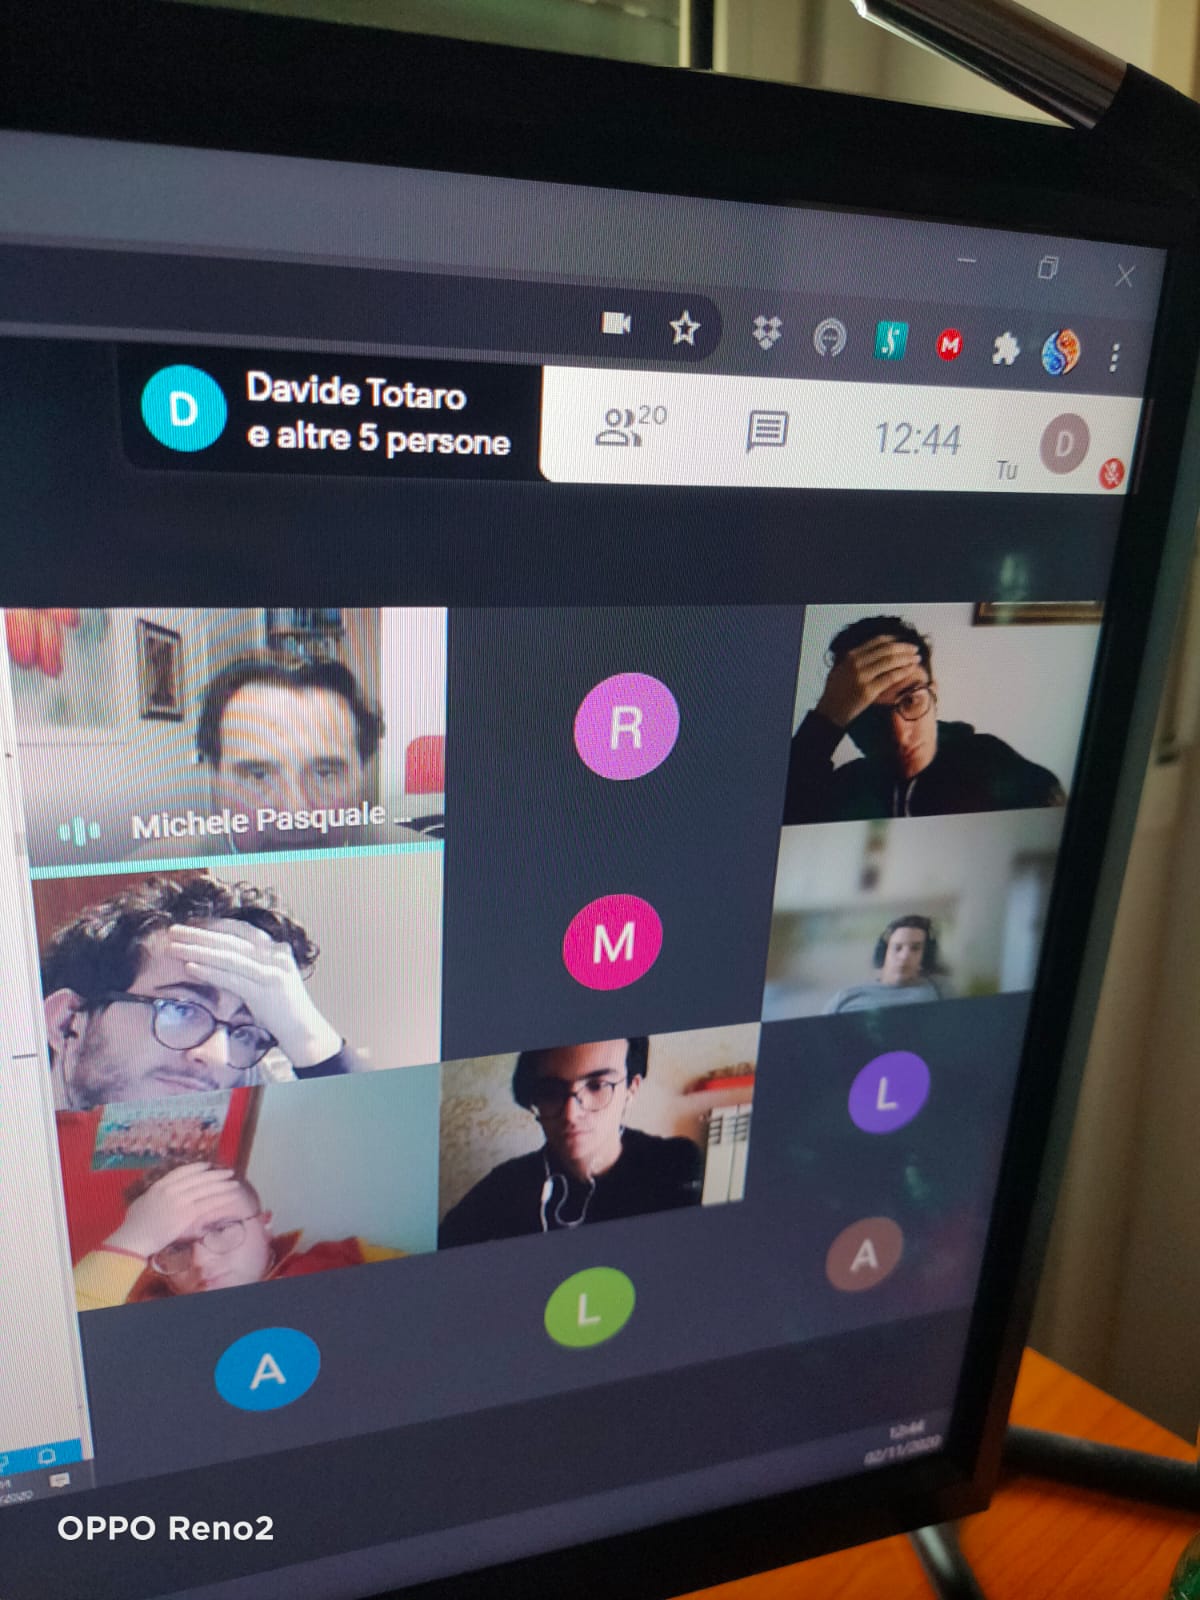 M
D
Davide Totaro
e altre 5 persone
20
12:44
Tu
D
Michele Pasquale ...
R
M
L
A
L
A
12:44
02/11/2020
OPPO Reno2